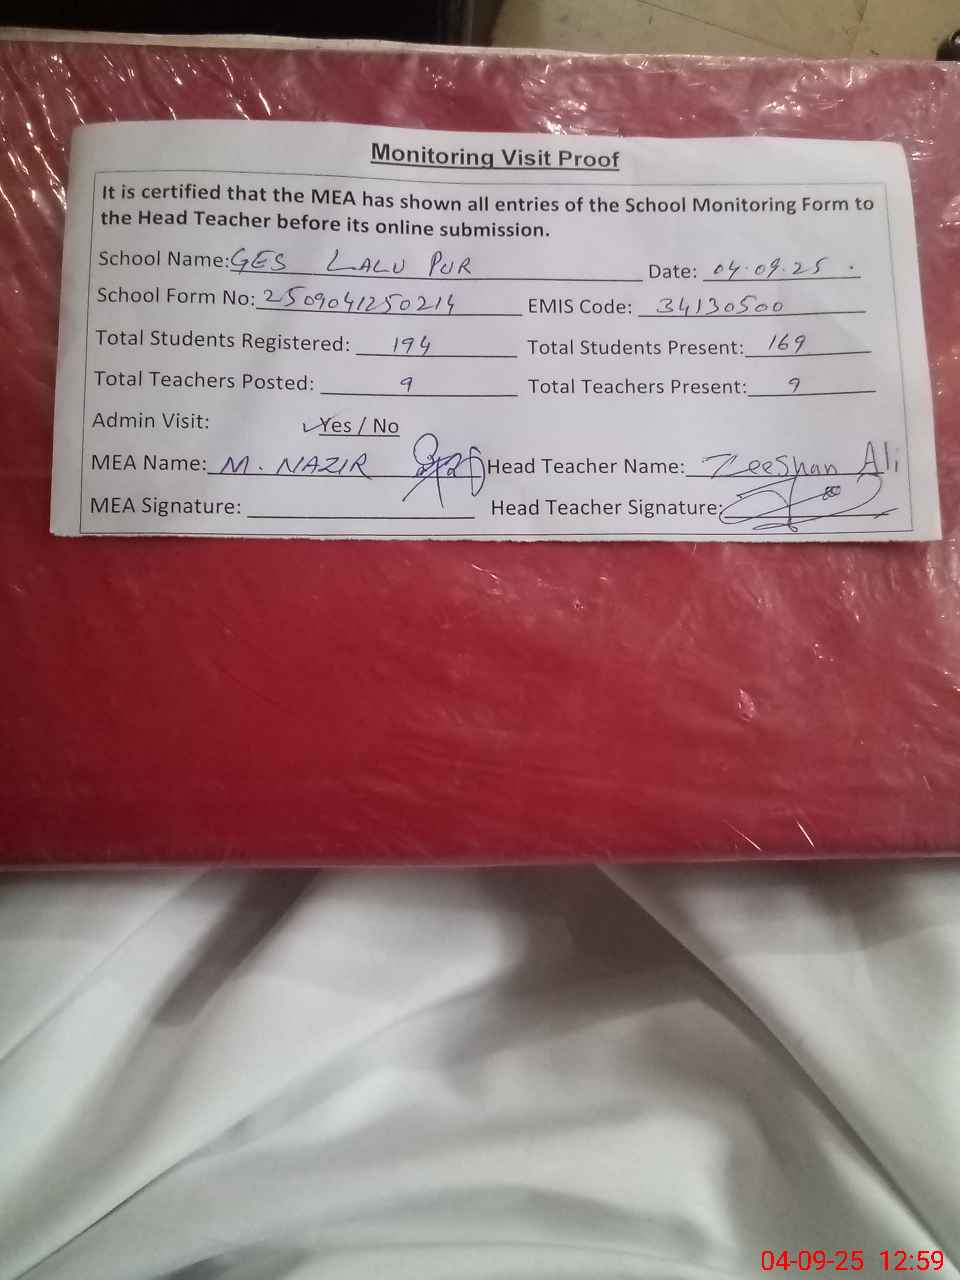 Monitoring Visit Proof
It is certified that the MEA has shown all entries of the School Monitoring Form to
the Head Teacher before its online submission.
School Name: GES LALU PUR Date: 04.09.25
School Form No: 2509041250214 EMIS Code: 34130500
Total Students Registered: 194 Total Students Present: 169
Total Teachers Posted: 9 Total Teachers Present: 9
Admin Visit: ✓Yes / No
MEA Name: M. NAZIR Head Teacher Name: Zeeshan Ali
MEA Signature: Head Teacher Signature:
04-09-25 12:59